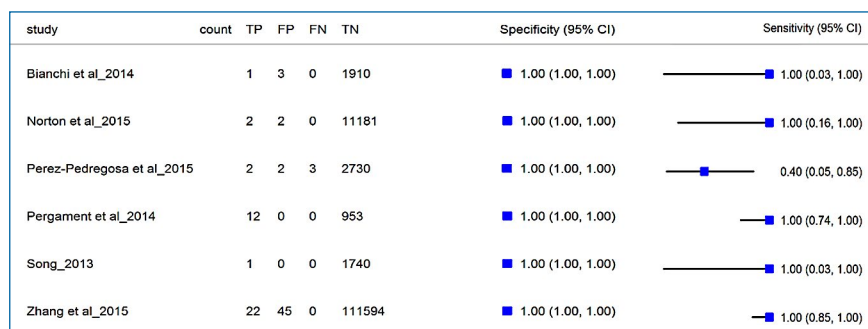 study count TP FP FN TN Specificity (95% CI) Sensitivity (95% CI)
Bianchi et al_2014 1 3 0 1910 1.00 (1.00, 1.00) 1.00 (0.03, 1.00)
Norton et al_2015 2 2 0 11181 1.00 (1.00, 1.00) 1.00 (0.16, 1.00)
Perez-Pedregosa et al_2015 2 2 3 2730 1.00 (1.00, 1.00) 0.40 (0.05, 0.85)
Pergament et al_2014 12 0 0 953 1.00 (1.00, 1.00) 1.00 (0.74, 1.00)
Song_2013 1 0 0 1740 1.00 (1.00, 1.00) 1.00 (0.03, 1.00)
Zhang et al_2015 22 45 0 111594 1.00 (1.00, 1.00) 1.00 (0.85, 1.00)